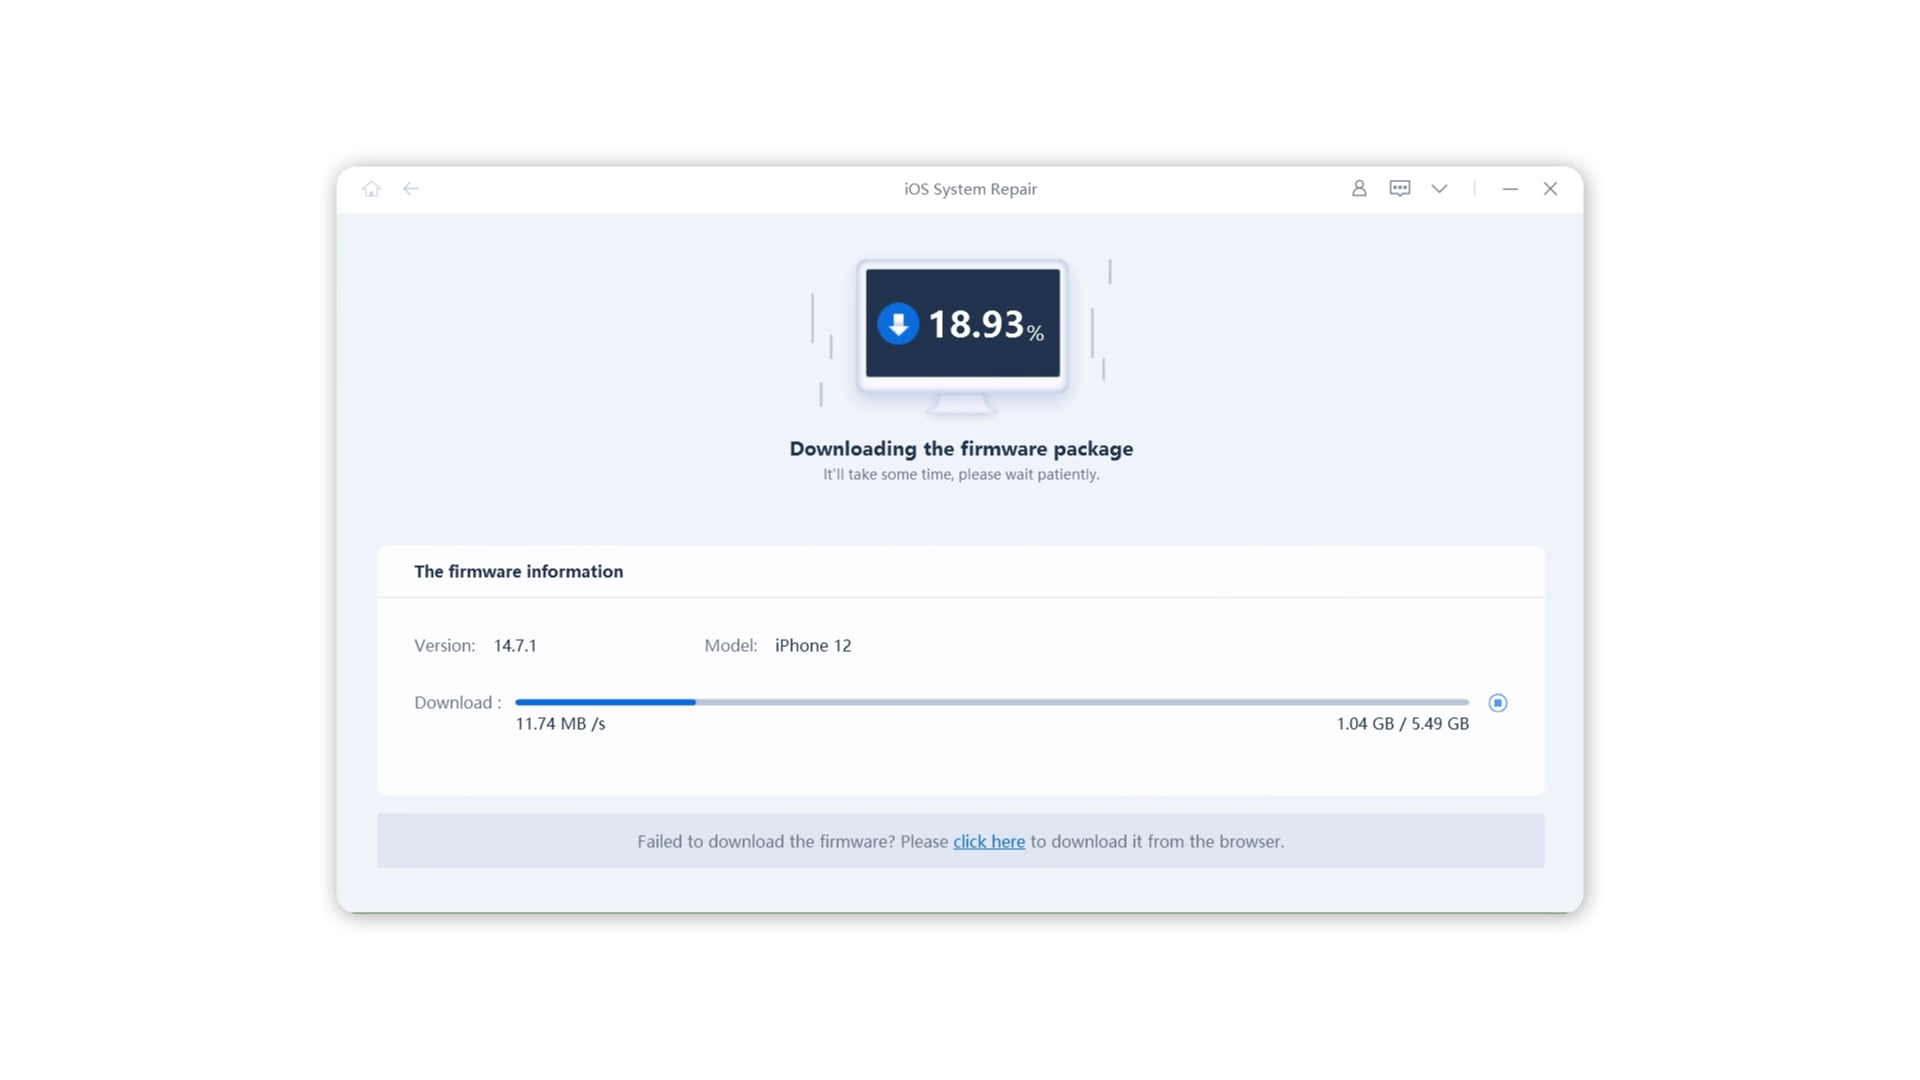 iOS System Repair
18.93%
Downloading the firmware package
It'll take some time, please wait patiently.
The firmware information
Version: 14.7.1 Model: iPhone 12
Download :
11.74 MB /s 1.04 GB / 5.49 GB
Failed to download the firmware? Please click here to download it from the browser.